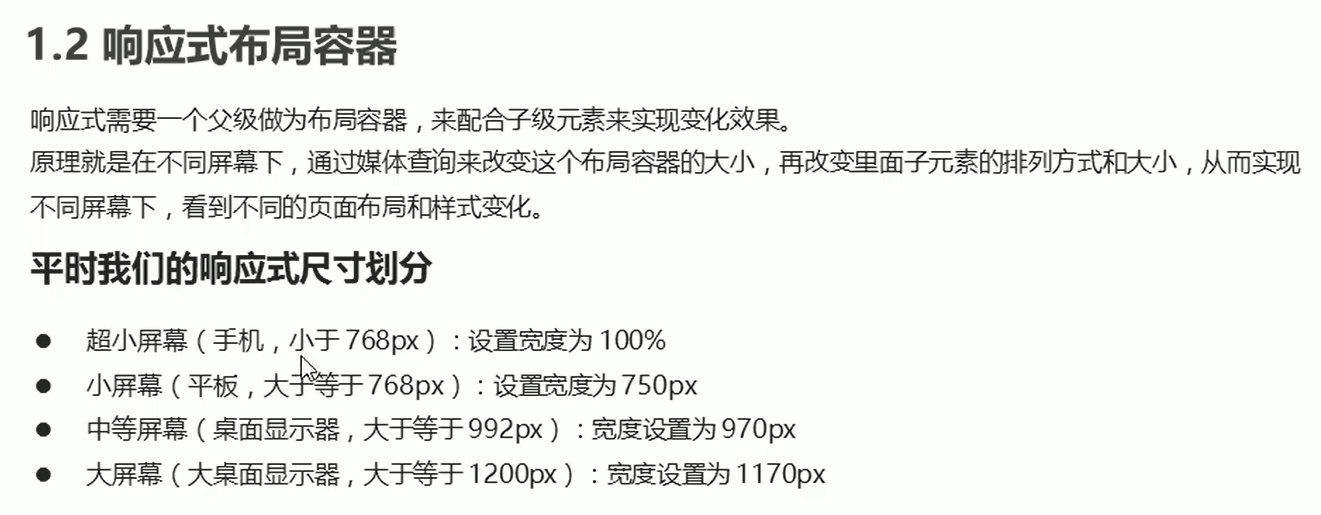 1.2 响应式布局容器
响应式需要一个父级做为布局容器，来配合子级元素来实现变化效果。
原理就是在不同屏幕下，通过媒体查询来改变这个布局容器的大小，再改变里面子元素的排列方式和大小，从而实现
不同屏幕下，看到不同的页面布局和样式变化。
平时我们的响应式尺寸划分
● 超小屏幕（手机，小于 768px）：设置宽度为 100%
● 小屏幕（平板，大于等于 768px）：设置宽度为 750px
● 中等屏幕（桌面显示器，大于等于 992px）：宽度设置为 970px
● 大屏幕（大桌面显示器，大于等于 1200px）：宽度设置为 1170px